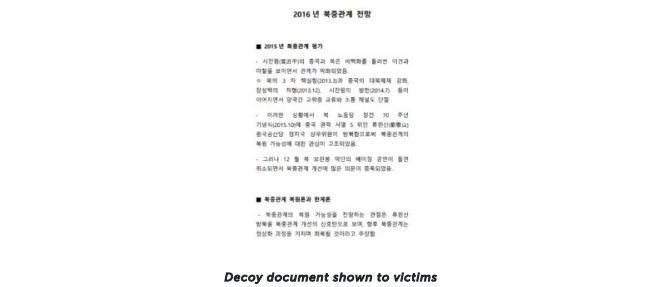 2016 년 북중관계 전망
■ 2015 년 북중관계 평가
- 시진핑(習近平)의 중국과 북은 비핵화를 둘러싼 이견과
마찰을 보이면서 관계가 악화되었음.
ㅇ 북의 3 차 핵실험(2013.3)과 중국의 대북제재 강화,
장성택의 처형(2013.12), 시진핑의 방한(2014.7) 등이
이어지면서 양국간 고위층 교류와 소통 채널도 단절
- 이러한 상황에서 북 노동당 창건 70 주년
기념식(2015.10)에 중국 권력 서열 5 위인 류윈산(劉雲山)
중국공산당 정치국 상무위원이 방북함으로써 북중관계의
복원 가능성에 대한 관심이 고조되었음.
- 그러나 12 월 북 모란봉 악단의 베이징 공연이 돌연
취소되면서 북중관계 개선에 많은 의문이 증폭되었음.
■ 북중관계 복원론과 한계론
- 북중관계의 복원 가능성을 전망하는 관점은 류윈산
방북을 북중관계 개선의 신호탄으로 보며, 향후 북중관계는
정상화 과정을 거치며 회복될 것이라고 주장함.
Decoy document shown to victims